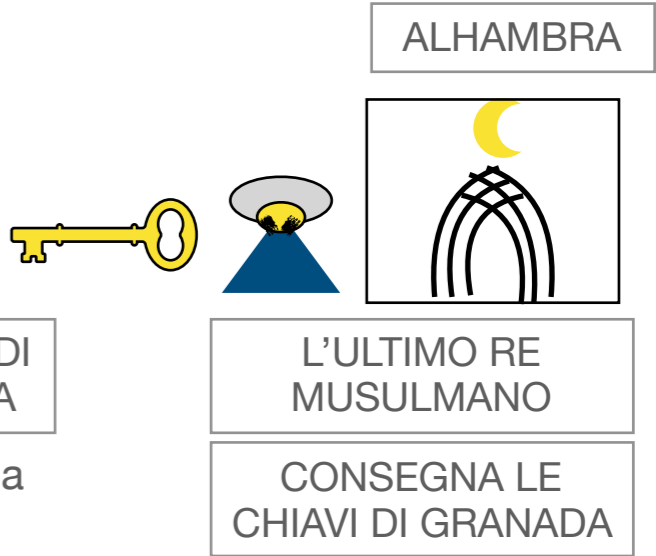 ALHAMBRA
DI
A
L'ULTIMO RE
MUSULMANO
a
CONSEGNA LE
CHIAVI DI GRANADA